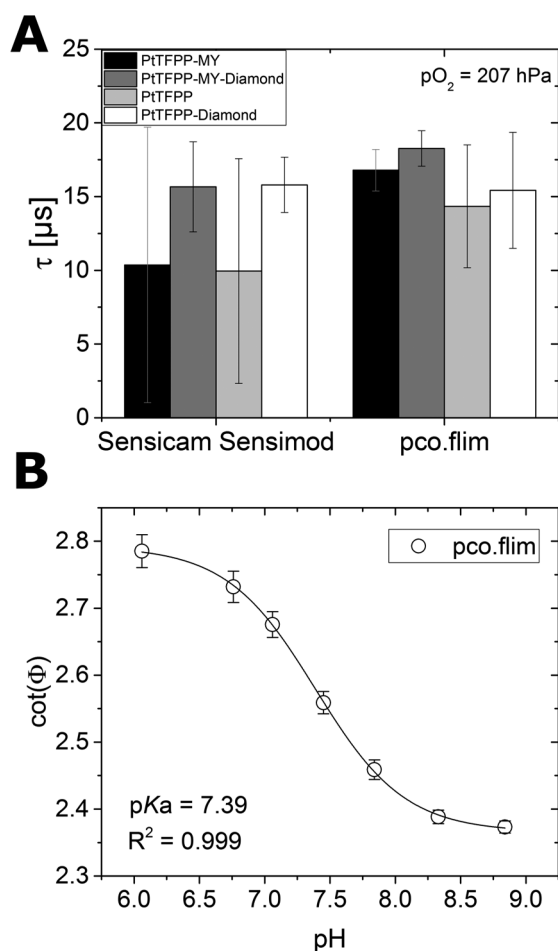 A
25
20
15
10
5
0
τ [µs]
PtTFPP-MY
PtTFPP-MY-Diamond
PtTFPP
PtTFPP-Diamond
pO₂ = 207 hPa
Sensicam Sensimod
pco.flim
B
2.8
2.7
2.6
2.5
2.4
2.3
cot(Φ)
pco.flim
pKa = 7.39
R² = 0.999
6.0 6.5 7.0 7.5 8.0 8.5 9.0
pH